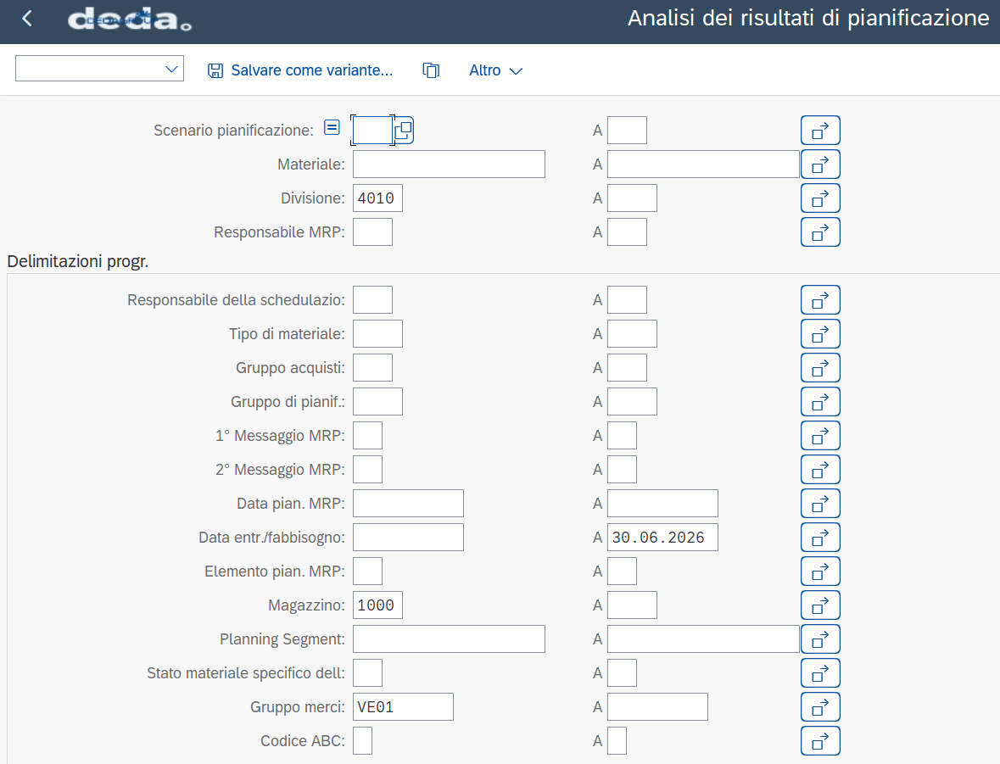 deda. Analisi dei risultati di pianificazione
Salvare come variante... Altro
Scenario pianificazione: A
Materiale: A
Divisione: 4010 A
Responsabile MRP: A
Delimitazioni progr.
Responsabile della schedulazio: A
Tipo di materiale: A
Gruppo acquisti: A
Gruppo di pianif.: A
1° Messaggio MRP: A
2° Messaggio MRP: A
Data pian. MRP: A
Data entr./fabbisogno: A 30.06.2026
Elemento pian. MRP: A
Magazzino: 1000 A
Planning Segment: A
Stato materiale specifico dell: A
Gruppo merci: VE01 A
Codice ABC: A